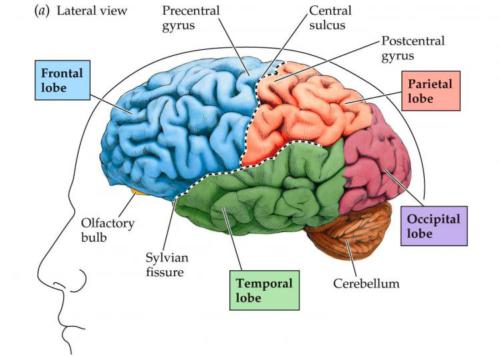 (a) Lateral view
Precentral
gyrus
Central
sulcus
Postcentral
gyrus
Frontal
lobe
Parietal
lobe
Olfactory
bulb
Sylvian
fissure
Temporal
lobe
Cerebellum
Occipital
lobe